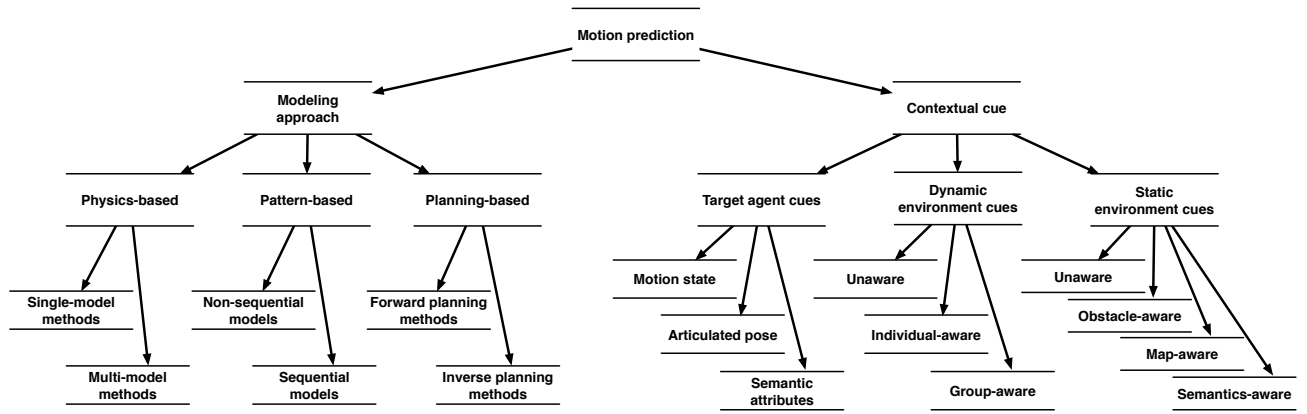 Motion prediction
Modeling
approach
Contextual cue
Physics-based
Pattern-based
Planning-based
Target agent cues
Dynamic
environment cues
Static
environment cues
Single-model
methods
Multi-model
methods
Non-sequential
models
Sequential
models
Forward planning
methods
Inverse planning
methods
Motion state
Articulated pose
Semantic
attributes
Unaware
Individual-aware
Group-aware
Unaware
Obstacle-aware
Map-aware
Semantics-aware